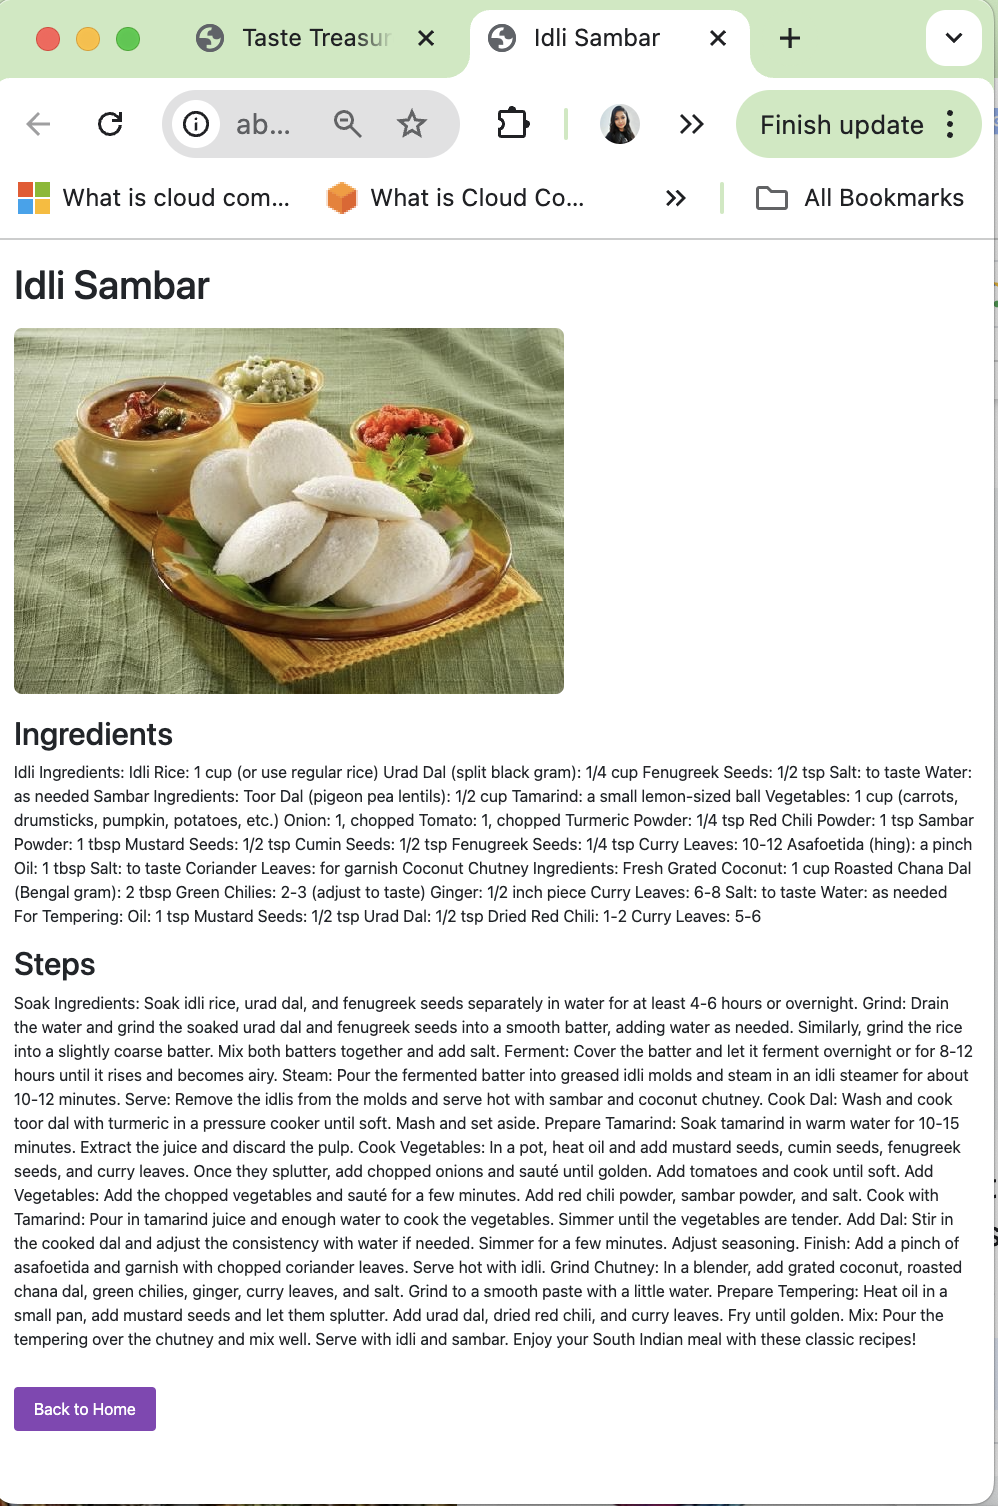 Taste Treasur
Idli Sambar
ab...
Finish update
What is cloud com...
What is Cloud Co...
All Bookmarks
Idli Sambar
Ingredients
Idli Ingredients: Idli Rice: 1 cup (or use regular rice) Urad Dal (split black gram): 1/4 cup Fenugreek Seeds: 1/2 tsp Salt: to taste Water:
as needed Sambar Ingredients: Toor Dal (pigeon pea lentils): 1/2 cup Tamarind: a small lemon-sized ball Vegetables: 1 cup (carrots,
drumsticks, pumpkin, potatoes, etc.) Onion: 1, chopped Tomato: 1, chopped Turmeric Powder: 1/4 tsp Red Chili Powder: 1 tsp Sambar
Powder: 1 tbsp Mustard Seeds: 1/2 tsp Cumin Seeds: 1/2 tsp Fenugreek Seeds: 1/4 tsp Curry Leaves: 10-12 Asafoetida (hing): a pinch
Oil: 1 tbsp Salt: to taste Coriander Leaves: for garnish Coconut Chutney Ingredients: Fresh Grated Coconut: 1 cup Roasted Chana Dal
(Bengal gram): 2 tbsp Green Chilies: 2-3 (adjust to taste) Ginger: 1/2 inch piece Curry Leaves: 6-8 Salt: to taste Water: as needed
For Tempering: Oil: 1 tsp Mustard Seeds: 1/2 tsp Urad Dal: 1/2 tsp Dried Red Chili: 1-2 Curry Leaves: 5-6
Steps
Soak Ingredients: Soak idli rice, urad dal, and fenugreek seeds separately in water for at least 4-6 hours or overnight. Grind: Drain
the water and grind the soaked urad dal and fenugreek seeds into a smooth batter, adding water as needed. Similarly, grind the rice
into a slightly coarse batter. Mix both batters together and add salt. Ferment: Cover the batter and let it ferment overnight or for 8-12
hours until it rises and becomes airy. Steam: Pour the fermented batter into greased idli molds and steam in an idli steamer for about
10-12 minutes. Serve: Remove the idlis from the molds and serve hot with sambar and coconut chutney. Cook Dal: Wash and cook
toor dal with turmeric in a pressure cooker until soft. Mash and set aside. Prepare Tamarind: Soak tamarind in warm water for 10-15
minutes. Extract the juice and discard the pulp. Cook Vegetables: In a pot, heat oil and add mustard seeds, cumin seeds, fenugreek
seeds, and curry leaves. Once they splutter, add chopped onions and sauté until golden. Add tomatoes and cook until soft. Add
Vegetables: Add the chopped vegetables and sauté for a few minutes. Add red chili powder, sambar powder, and salt. Cook with
Tamarind: Pour in tamarind juice and enough water to cook the vegetables. Simmer until the vegetables are tender. Add Dal: Stir in
the cooked dal and adjust the consistency with water if needed. Simmer for a few minutes. Adjust seasoning. Finish: Add a pinch of
asafoetida and garnish with chopped coriander leaves. Serve hot with idli. Grind Chutney: In a blender, add grated coconut, roasted
chana dal, green chilies, ginger, curry leaves, and salt. Grind to a smooth paste with a little water. Prepare Tempering: Heat oil in a
small pan, add mustard seeds and let them splutter. Add urad dal, dried red chili, and curry leaves. Fry until golden. Mix: Pour the
tempering over the chutney and mix well. Serve with idli and sambar. Enjoy your South Indian meal with these classic recipes!
Back to Home